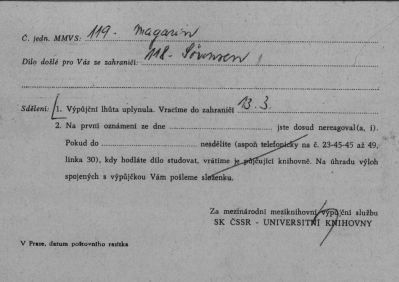 Č. jedn. MMVS: 119. Magarin
Dílo došlé pro Vás ze zahraničí: 118. Sörensen
Sdělení: 1. Výpůjční lhůta uplynula. Vracíme do zahraničí 13.3.
2. Na první oznámení ze dne ........ jste dosud nereagoval(a, i).
Pokud do ........ nesdělíte (aspoň telefonicky na č. 23-45-45 až 49,
linka 30), kdy hodláte dílo studovat, vrátíme je půjčující knihovně. Na úhradu výloh
spojených s výpůjčkou Vám pošleme složenku.
Za mezinárodní meziknihovní výpůjční službu
SK ČSSR - UNIVERSITNÍ KNIHOVNY
V Praze, datum poštovního razítka